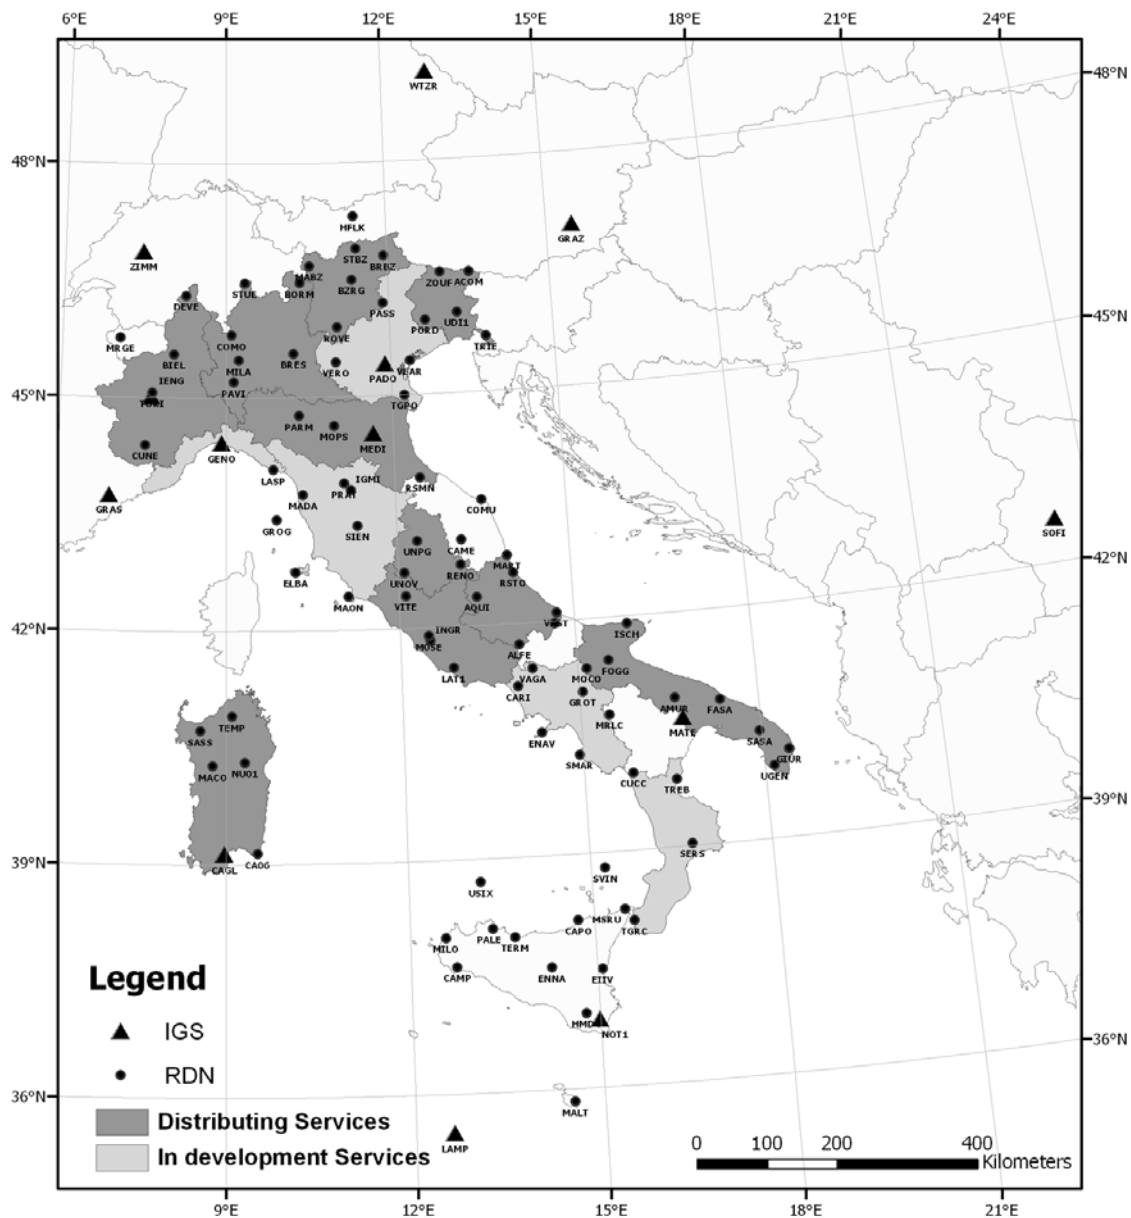 6°E 9°E 12°E 15°E 18°E 21°E 24°E
WTZR
48°N
48°N
HFLK
GRAZ
STBZ
BRBZ
ZIMM
MABZ
ZOUF ACOM
STUE
BORM
BZRG
DEVE
PASS
45°N
UDI1
PORD
MRGE
COMO
ROVE
TRIE
BIEL
MILA
BRES
VERO
PADO
VEAR
IENG
PAVI
45°N
TORI
TGPO
PARM
MOPS
MEDI
CUNE
GENO
LASP
IGMI
RSMN
PRAT
GRAS
MADA
COMU
GROG
SIEN
SOFI
UNPG
CAME
42°N
MART
RENO
RSTO
ELBA
UNOV
MAON
VITE
AQUI
42°N
VAST
INGR
ISCH
MOSE
ALFE
LAT1
VAGA
MOCO
FOGG
CARI
GROT
AMUR
FASA
MRLC
TEMP
MATE
SASS
ENAV
SASA
GIUR
SMAR
MACO
NUO1
UGEN
CUCC
TREB
39°N
SERS
39°N
CAGL
CAOG
SVIN
USIX
MSRU
CAPO
TGRC
PALE
MILO
TERM
CAMP
ENNA
EIIV
Legend
HMDC
NOT1
IGS
36°N
RDN
36°N
MALT
Distributing Services
LAMP
0 100 200 400
In development Services
Kilometers
9°E 12°E 15°E 18°E 21°E